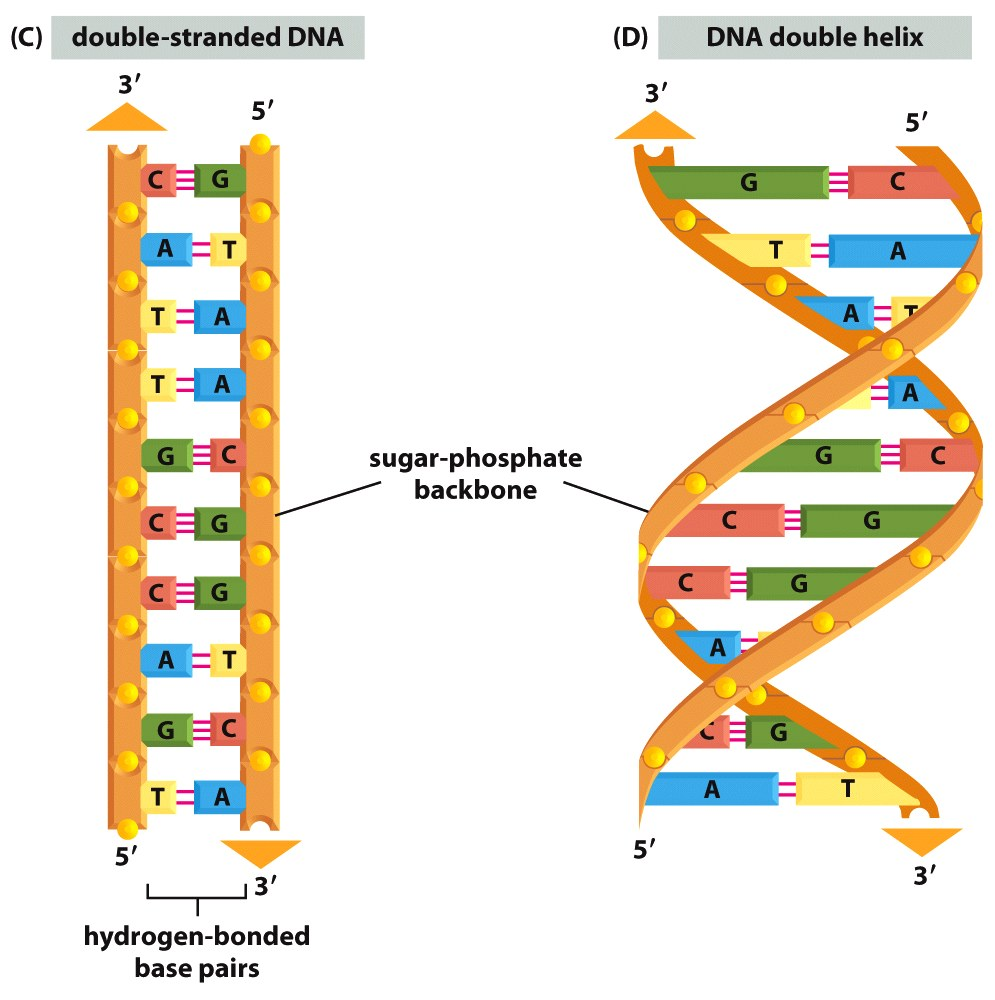 (C) double-stranded DNA
3′
5′
C G
A T
T A
T A
G C
C G
C G
A T
G C
T A
5′
3′
hydrogen-bonded
base pairs
sugar-phosphate
backbone
(D) DNA double helix
3′
5′
G C
T A
A T
A
G C
C G
C G
A
C G
A T
5′
3′